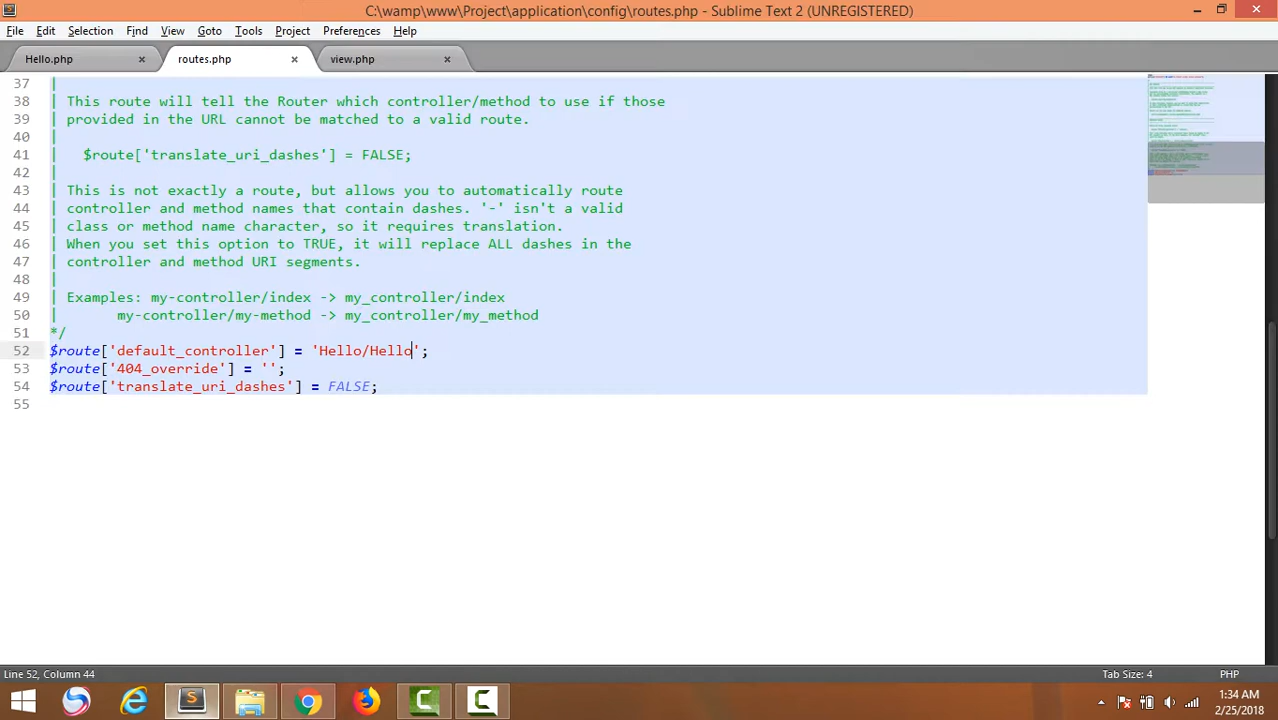 C:\wamp\www\Project\application\config\routes.php - Sublime Text 2 (UNREGISTERED)
File Edit Selection Find View Goto Tools Project Preferences Help
Hello.php routes.php view.php
37 |
38 | This route will tell the Router which controller/method to use if those
39 | provided in the URL cannot be matched to a valid route.
40 |
41 | $route['translate_uri_dashes'] = FALSE;
42 |
43 | This is not exactly a route, but allows you to automatically route
44 | controller and method names that contain dashes. '-' isn't a valid
45 | class or method name character, so it requires translation.
46 | When you set this option to TRUE, it will replace ALL dashes in the
47 | controller and method URI segments.
48 |
49 | Examples: my-controller/index -> my_controller/index
50 | my-controller/my-method -> my_controller/my_method
51 */
52 $route['default_controller'] = 'Hello/Hello';
53 $route['404_override'] = '';
54 $route['translate_uri_dashes'] = FALSE;
55
Line 52, Column 44 Tab Size: 4 PHP
1:34 AM
2/25/2018